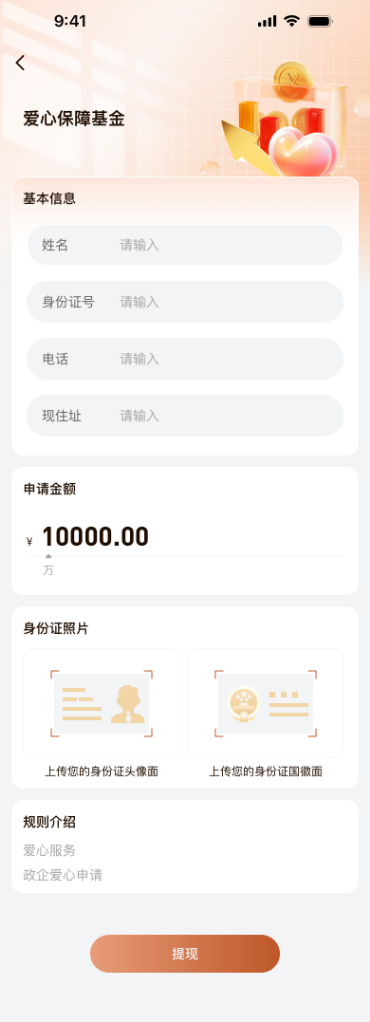 9:41
爱心保障基金
基本信息
姓名 请输入
身份证号 请输入
电话 请输入
现住址 请输入
申请金额
¥ 10000.00
万
身份证照片
上传您的身份证头像面 上传您的身份证国徽面
规则介绍
爱心服务
政企爱心申请
提现